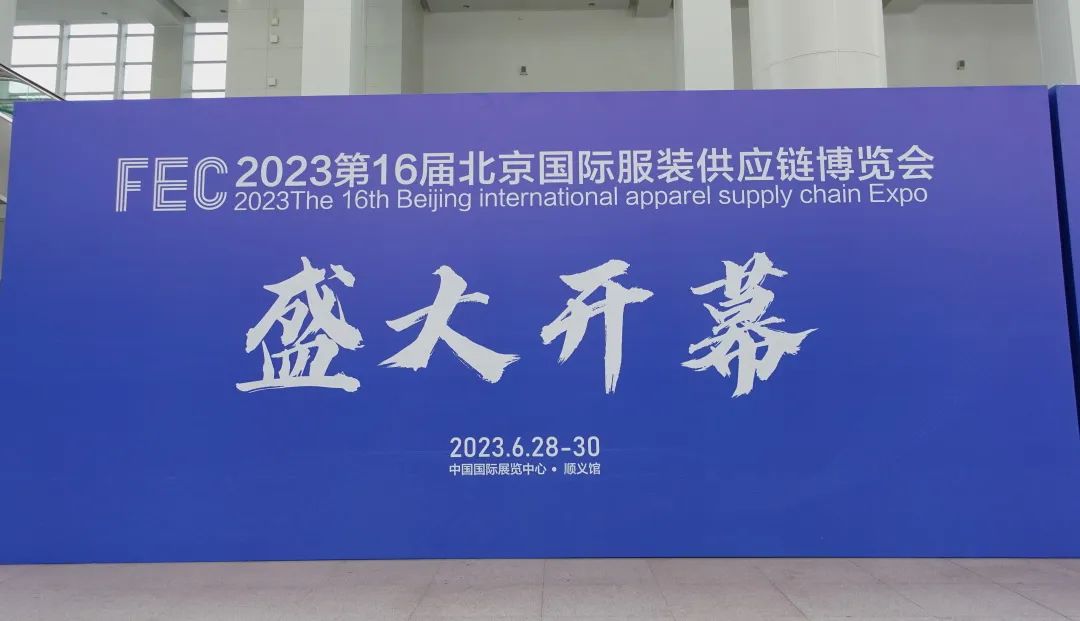 FEC 2023第16届北京国际服装供应链博览会
2023The 16th Beijing international apparel supply chain Expo
盛大开幕
2023.6.28-30
中国国际展览中心 • 顺义馆